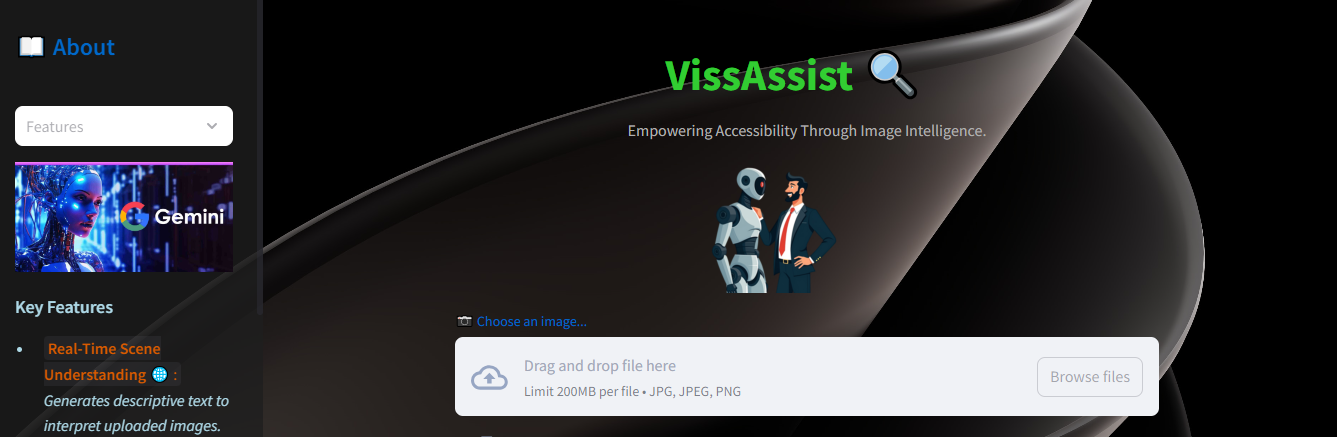 📖 About
Features
Gemini
Key Features
• Real-Time Scene
Understanding 🌐 :
Generates descriptive text to
interpret uploaded images.
VissAssist 🔍
Empowering Accessibility Through Image Intelligence.
📷 Choose an image...
Drag and drop file here
Limit 200MB per file • JPG, JPEG, PNG
Browse files